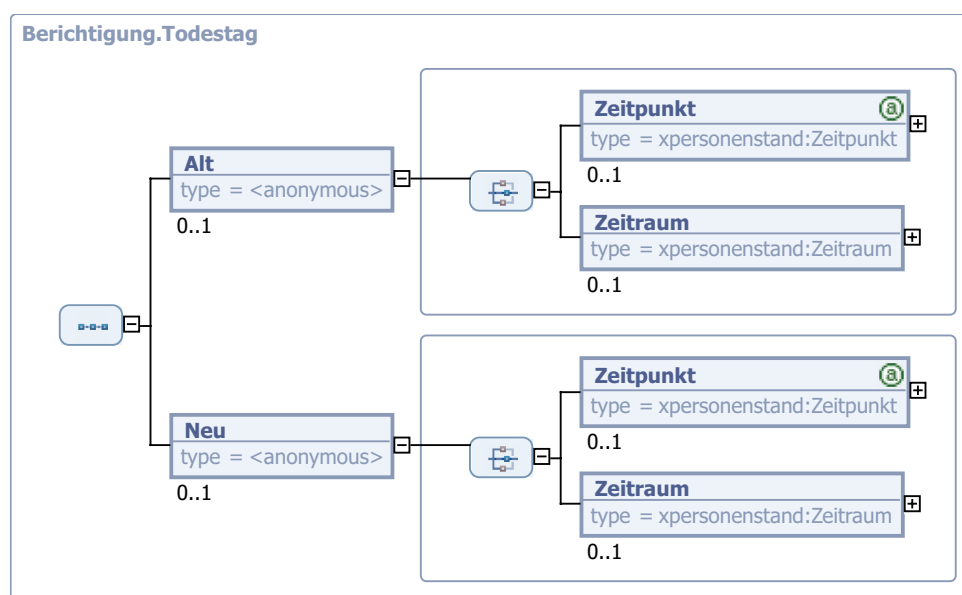 Berichtigung.Todestag
Zeitpunkt
type = xpersonenstand:Zeitpunkt
0..1
Alt
type = <anonymous>
0..1
Zeitraum
type = xpersonenstand:Zeitraum
0..1
Zeitpunkt
type = xpersonenstand:Zeitpunkt
0..1
Neu
type = <anonymous>
0..1
Zeitraum
type = xpersonenstand:Zeitraum
0..1